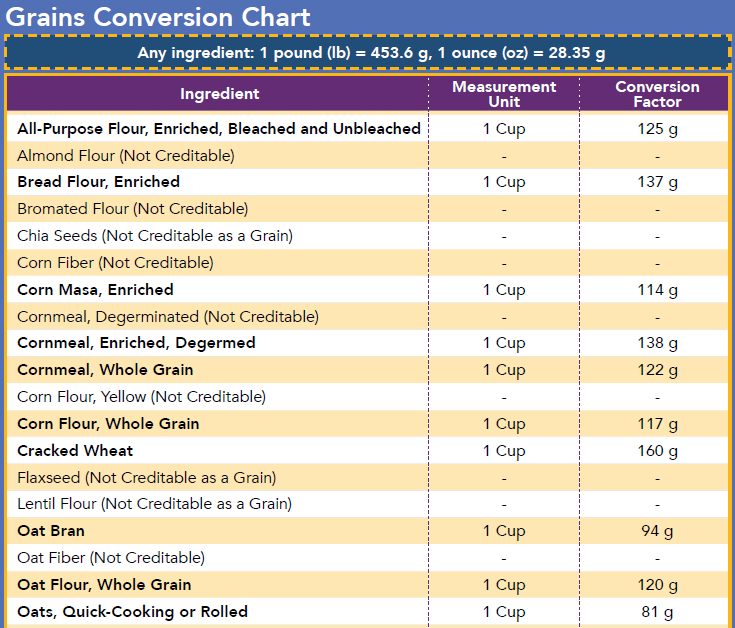 Grains Conversion Chart
Any ingredient: 1 pound (lb) = 453.6 g, 1 ounce (oz) = 28.35 g
Ingredient Measurement Unit Conversion Factor
All-Purpose Flour, Enriched, Bleached and Unbleached 1 Cup 125 g
Almond Flour (Not Creditable) - -
Bread Flour, Enriched 1 Cup 137 g
Bromated Flour (Not Creditable) - -
Chia Seeds (Not Creditable as a Grain) - -
Corn Fiber (Not Creditable) - -
Corn Masa, Enriched 1 Cup 114 g
Cornmeal, Degerminated (Not Creditable) - -
Cornmeal, Enriched, Degermed 1 Cup 138 g
Cornmeal, Whole Grain 1 Cup 122 g
Corn Flour, Yellow (Not Creditable) - -
Corn Flour, Whole Grain 1 Cup 117 g
Cracked Wheat 1 Cup 160 g
Flaxseed (Not Creditable as a Grain) - -
Lentil Flour (Not Creditable as a Grain) - -
Oat Bran 1 Cup 94 g
Oat Fiber (Not Creditable) - -
Oat Flour, Whole Grain 1 Cup 120 g
Oats, Quick-Cooking or Rolled 1 Cup 81 g